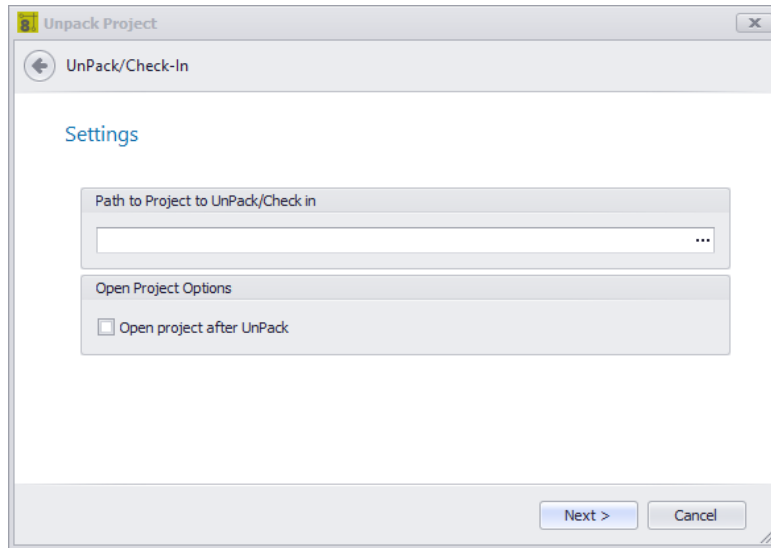 8 Unpack Project
UnPack/Check-In
Settings
Path to Project to UnPack/Check in
...
Open Project Options
Open project after UnPack
Next >
Cancel